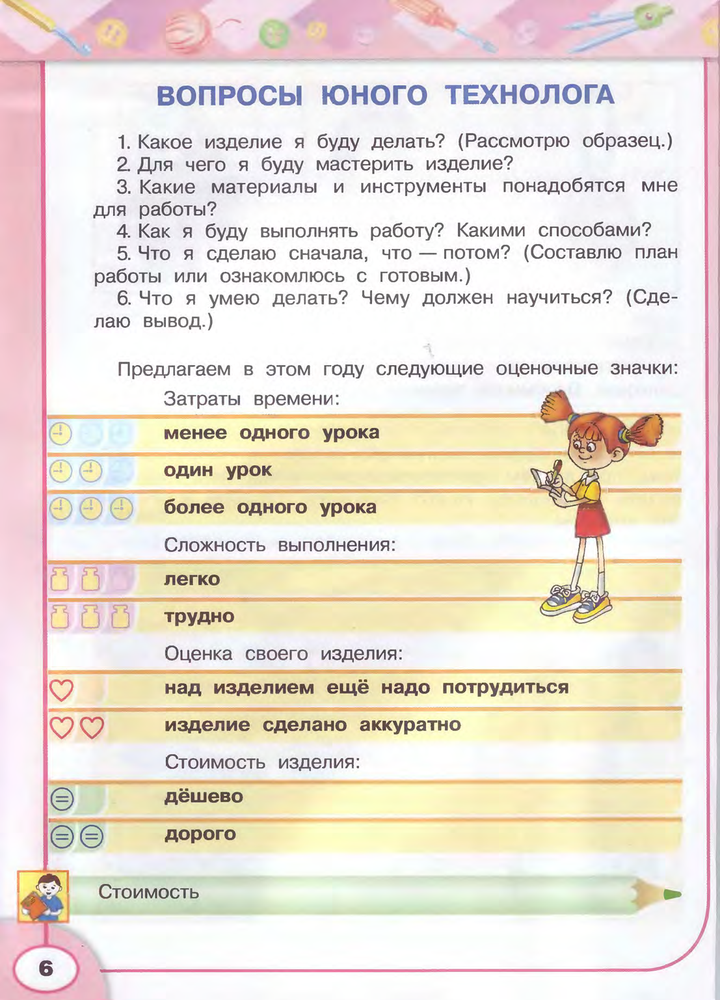 ВОПРОСЫ ЮНОГО ТЕХНОЛОГА
1. Какое изделие я буду делать? (Рассмотрю образец.)
2. Для чего я буду мастерить изделие?
3. Какие материалы и инструменты понадобятся мне
для работы?
4. Как я буду выполнять работу? Какими способами?
5. Что я сделаю сначала, что — потом? (Составлю план
работы или ознакомлюсь с готовым.)
6. Что я умею делать? Чему должен научиться? (Сде-
лаю вывод.)
Предлагаем в этом году следующие оценочные значки:
Затраты времени:
менее одного урока
один урок
более одного урока
Сложность выполнения:
легко
трудно
Оценка своего изделия:
над изделием ещё надо потрудиться
изделие сделано аккуратно
Стоимость изделия:
дёшево
дорого
Стоимость
6